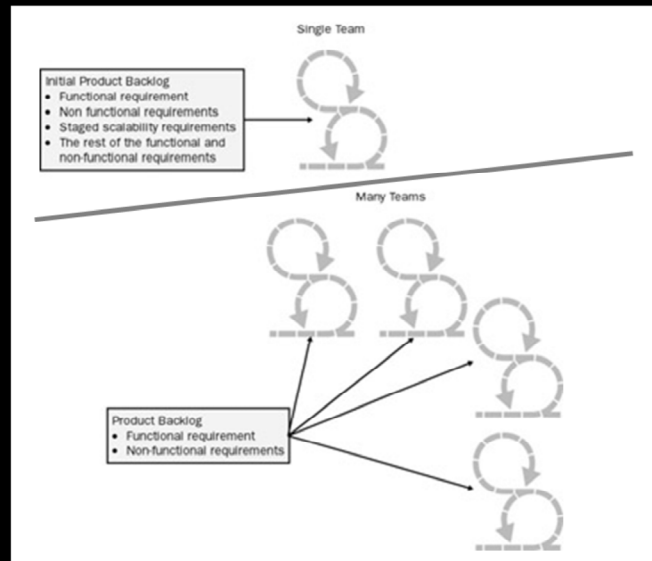 Single Team
Initial Product Backlog
• Functional requirement
• Non functional requirements
• Staged scalability requirements
• The rest of the functional and
non-functional requirements
Many Teams
Product Backlog
• Functional requirement
• Non-functional requirements